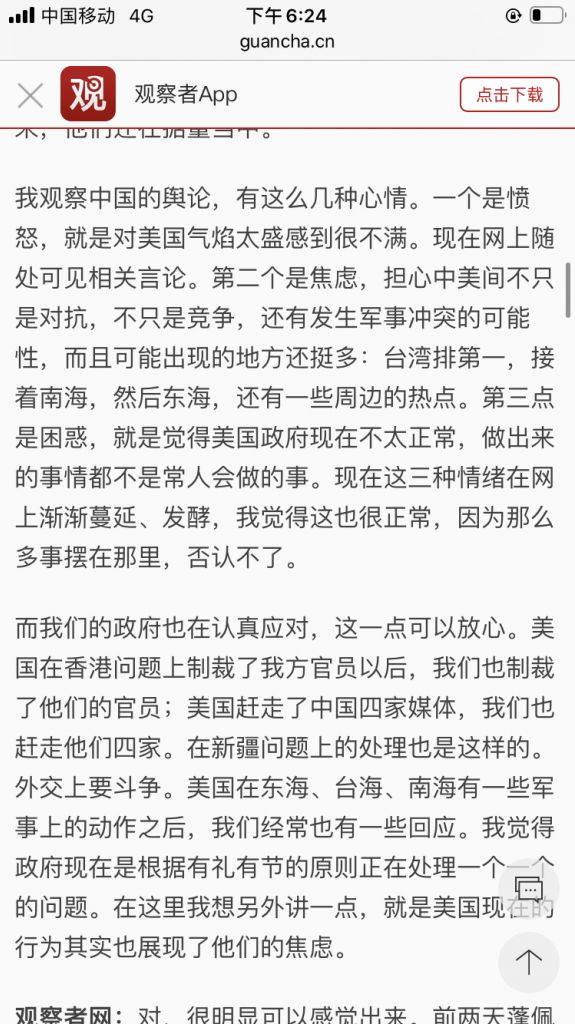 中国移动 4G 下午6:24
guancha.cn
观 观察者App 点击下载
来，他们还在掂量当中。
我观察中国的舆论，有这么几种心情。一个是愤
怒，就是对美国气焰太盛感到很不满。现在网上随
处可见相关言论。第二个是焦虑，担心中美间不只
是对抗，不只是竞争，还有发生军事冲突的可能
性，而且可能出现的地方还挺多：台湾排第一，接
着南海，然后东海，还有一些周边的热点。第三点
是困惑，就是觉得美国政府现在不太正常，做出来
的事情都不是常人会做的事。现在这三种情绪在网
上渐渐蔓延、发酵，我觉得这也很正常，因为那么
多事摆在那里，否认不了。
而我们的政府也在认真应对，这一点可以放心。美
国在香港问题上制裁了我方官员以后，我们也制裁
了他们的官员；美国赶走了中国四家媒体，我们也
赶走他们四家。在新疆问题上的处理也是这样的。
外交上要斗争。美国在东海、台海、南海有一些军
事上的动作之后，我们经常也有一些回应。我觉得
政府现在是根据有礼有节的原则正在处理一个一个
的问题。在这里我想另外讲一点，就是美国现在的
行为其实也展现了他们的焦虑。
观察者网：对，很明显可以感觉出来。前两天蓬佩